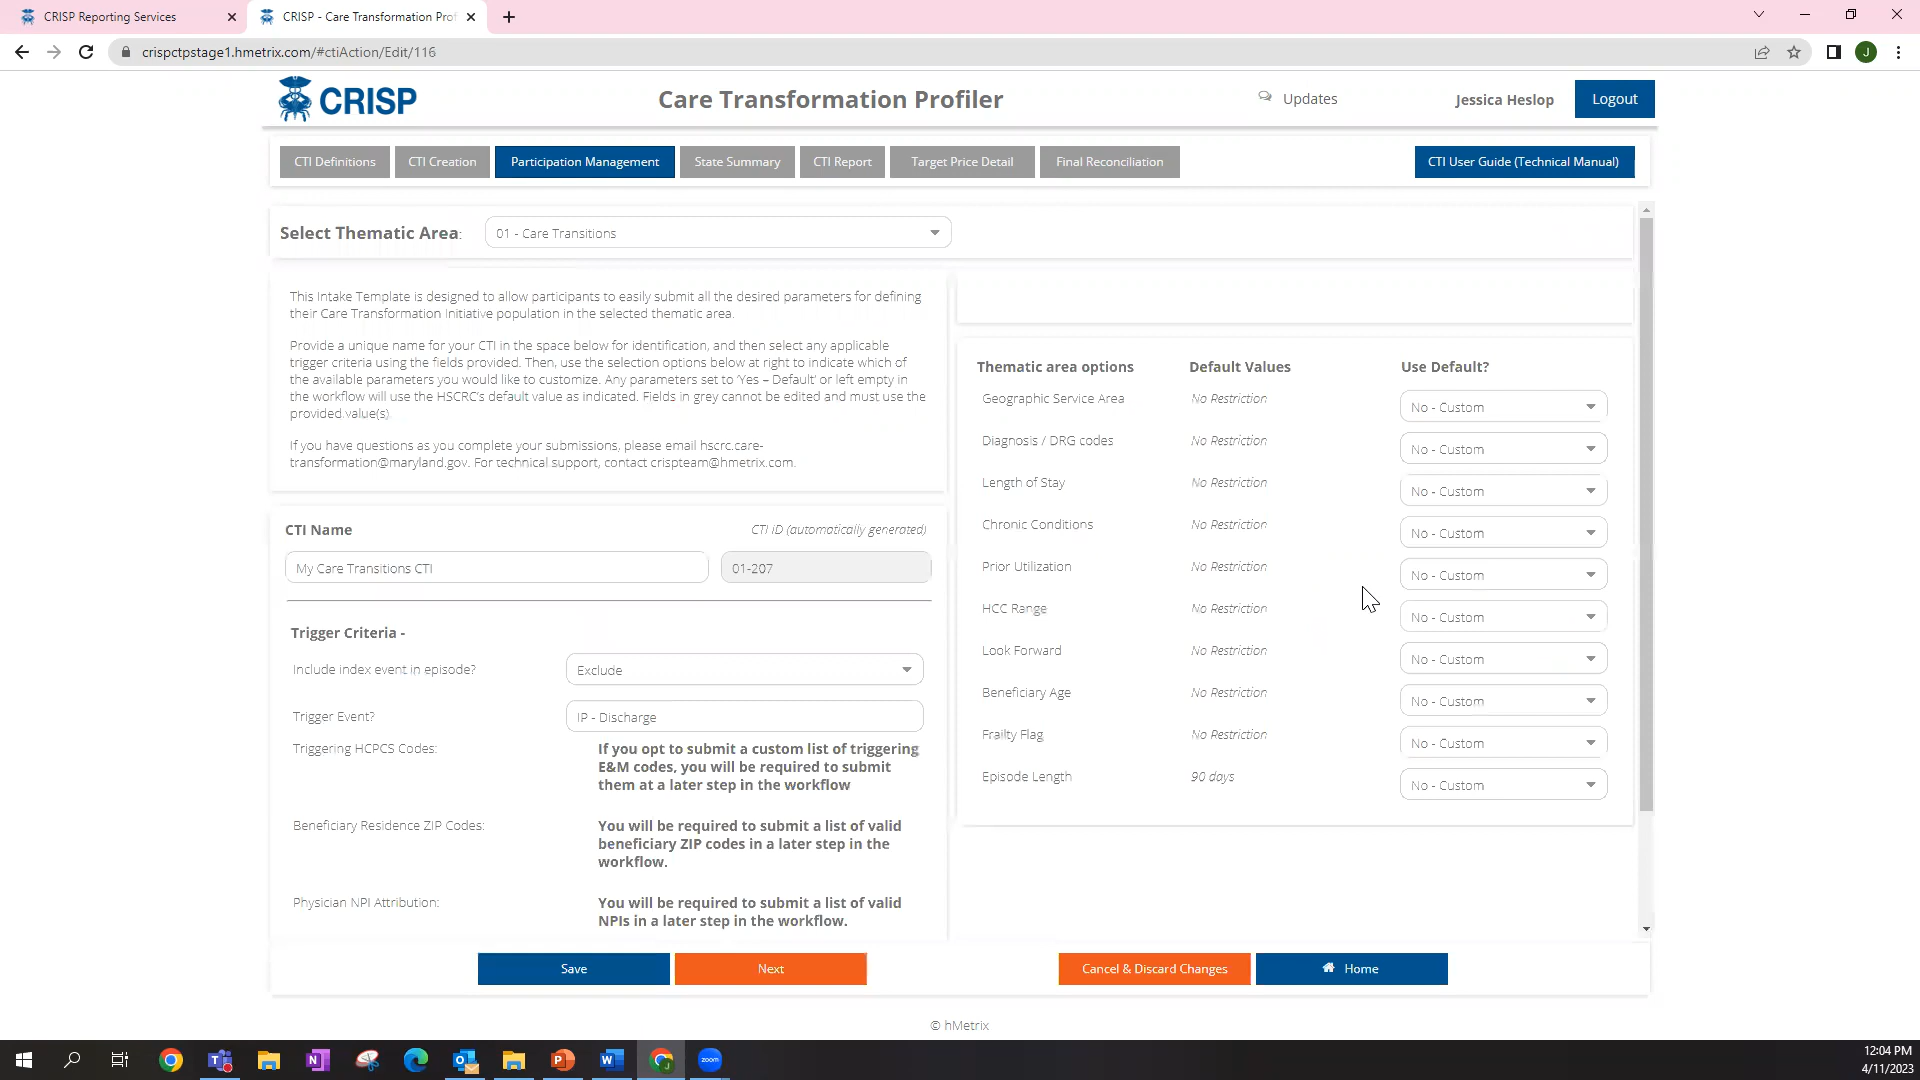 CRISP Reporting Services
CRISP - Care Transformation Prof
crispctpstage1.hmetrix.com/#ctiAction/Edit/116
J
CRISP
Care Transformation Profiler
Updates
Jessica Heslop
Logout
CTI Definitions
CTI Creation
Participation Management
State Summary
CTI Report
Target Price Detail
Final Reconciliation
CTI User Guide (Technical Manual)
Select Thematic Area:
01 - Care Transitions
This Intake Template is designed to allow participants to easily submit all the desired parameters for defining
their Care Transformation Initiative population in the selected thematic area.
Provide a unique name for your CTI in the space below for identification, and then select any applicable
trigger criteria using the fields provided. Then, use the selection options below at right to indicate which of
the available parameters you would like to customize. Any parameters set to 'Yes – Default' or left empty in
the workflow will use the HSCRC's default value as indicated. Fields in grey cannot be edited and must use the
provided value(s)
If you have questions as you complete your submissions, please email hscrc.care-
transformation@maryland.gov. For technical support, contact crispteam@hmetrix.com.
CTI Name
CTI ID (automatically generated)
My Care Transitions CTI
01-207
Trigger Criteria -
Include index event in episode?
Exclude
Trigger Event?
IP - Discharge
Triggering HCPCS Codes:
If you opt to submit a custom list of triggering
E&M codes, you will be required to submit
them at a later step in the workflow
Beneficiary Residence ZIP Codes:
You will be required to submit a list of valid
beneficiary ZIP codes in a later step in the
workflow.
Physician NPI Attribution:
You will be required to submit a list of valid
NPIs in a later step in the workflow.
Thematic area options
Default Values
Use Default?
Geographic Service Area
No Restriction
No - Custom
Diagnosis / DRG codes
No Restriction
No - Custom
Length of Stay
No Restriction
No - Custom
Chronic Conditions
No Restriction
No - Custom
Prior Utilization
No Restriction
No - Custom
HCC Range
No Restriction
No - Custom
Look Forward
No Restriction
No - Custom
Beneficiary Age
No Restriction
No - Custom
Frailty Flag
No Restriction
No - Custom
Episode Length
90 days
No - Custom
Save
Next
Cancel & Discard Changes
Home
© hMetrix
zoom
12:04 PM
4/11/2023